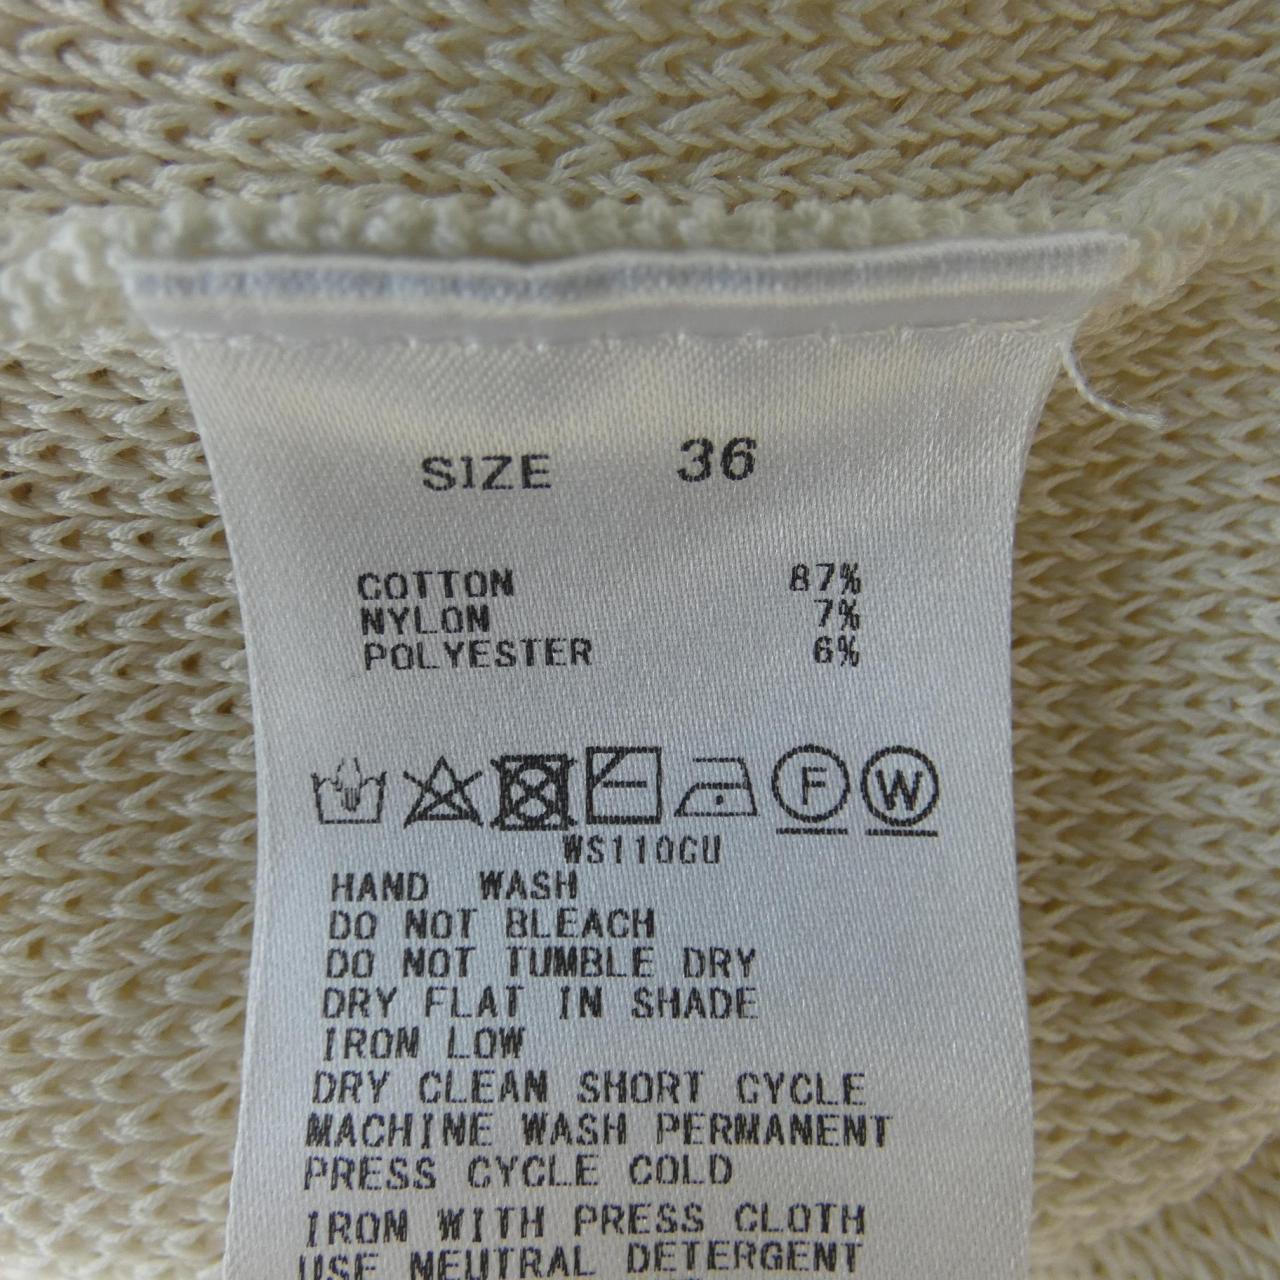 SIZE 36
COTTON 87%
NYLON 7%
POLYESTER 6%
F W
WS110GU
HAND WASH
DO NOT BLEACH
DO NOT TUMBLE DRY
DRY FLAT IN SHADE
IRON LOW
DRY CLEAN SHORT CYCLE
MACHINE WASH PERMANENT
PRESS CYCLE COLD
IRON WITH PRESS CLOTH
USE NEUTRAL DETERGENT